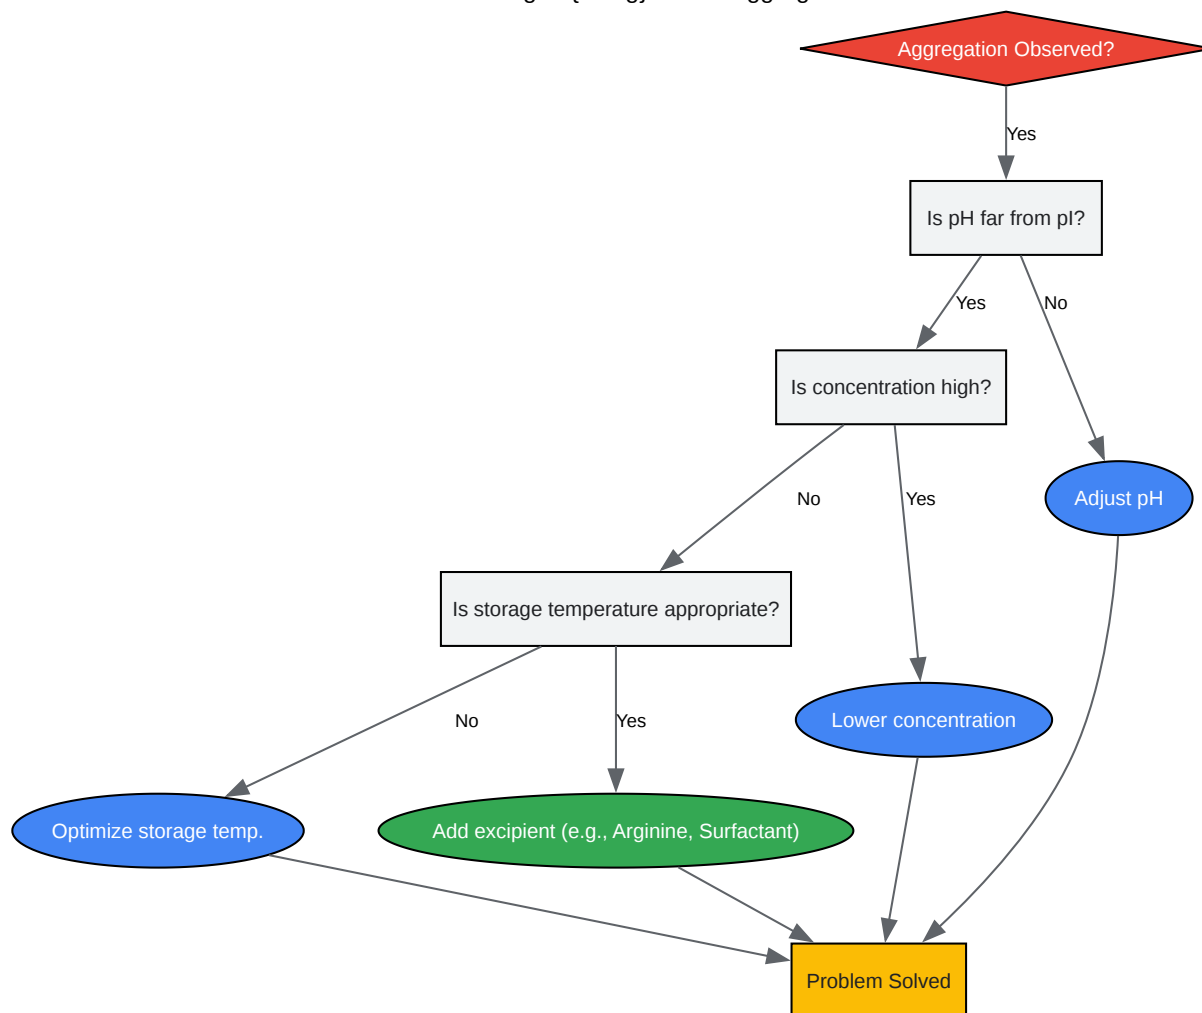 Aggregation Observed?
Yes
Is pH far from pI?
Yes
No
Is concentration high?
No
Yes
Adjust pH
Is storage temperature appropriate?
No
Yes
Lower concentration
Optimize storage temp.
Add excipient (e.g., Arginine, Surfactant)
Problem Solved